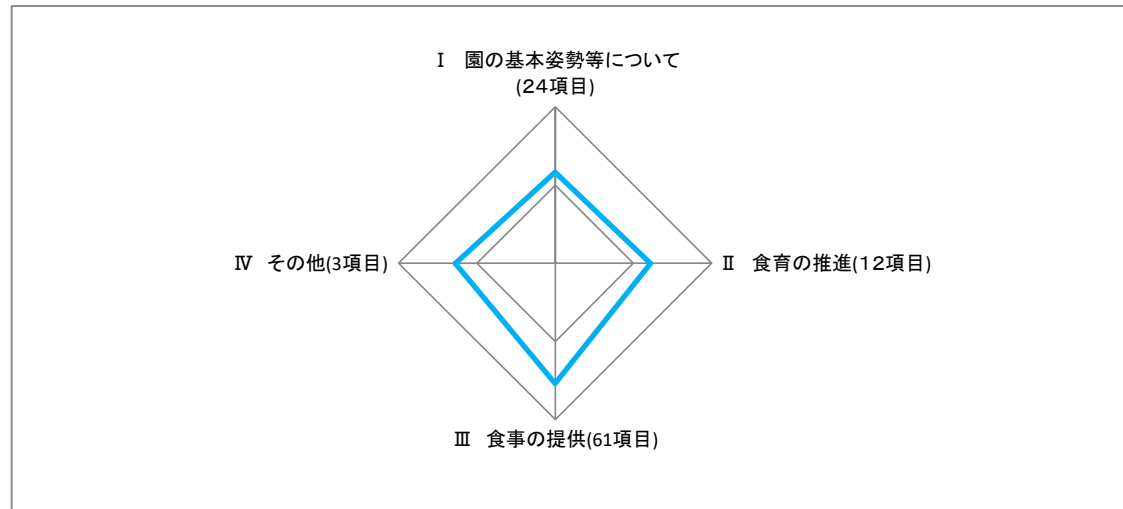 Ⅰ　園の基本姿勢等について
(２４項目)
Ⅳ　その他(3項目)
Ⅱ　食育の推進(１２項目)
Ⅲ　食事の提供(61項目)